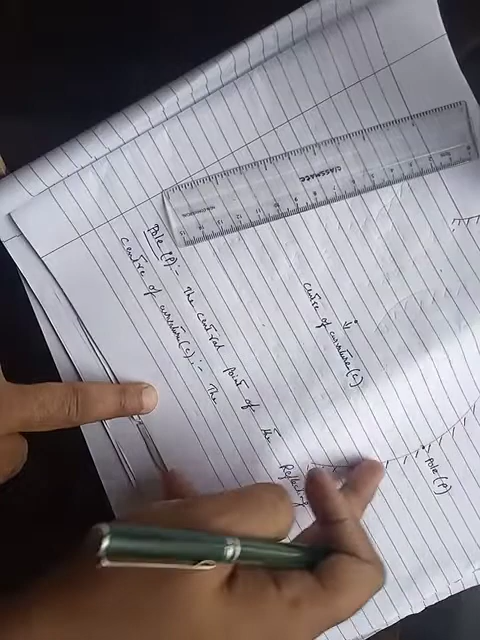 Centre of curvature(c)
Pole(P)
Pole (P):- The central point of the Reflecting
Centre of curvature(c):- The
CLASSMATE